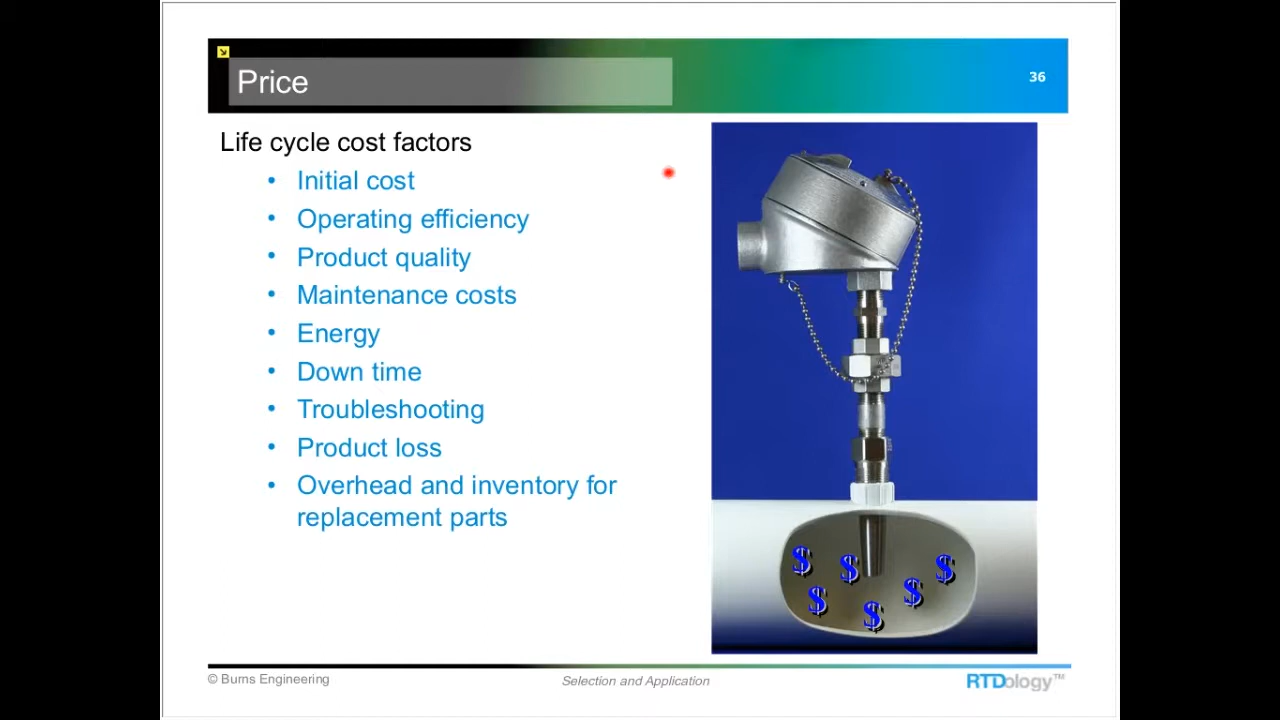 Price
36
Life cycle cost factors
• Initial cost
• Operating efficiency
• Product quality
• Maintenance costs
• Energy
• Down time
• Troubleshooting
• Product loss
• Overhead and inventory for
replacement parts
$ $ $ $ $ $
© Burns Engineering
Selection and Application
RTDology™